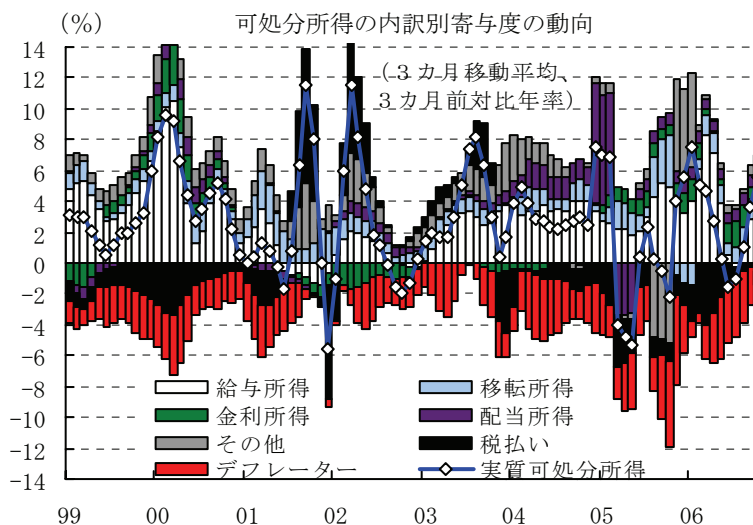 (%)
可処分所得の内訳別寄与度の動向
(３カ月移動平均、
３カ月前対比年率)
14
12
10
8
6
4
2
0
-2
-4
-6
-8
-10
-12
-14
給与所得
移転所得
金利所得
配当所得
その他
税払い
デフレーター
実質可処分所得
99 00 01 02 03 04 05 06